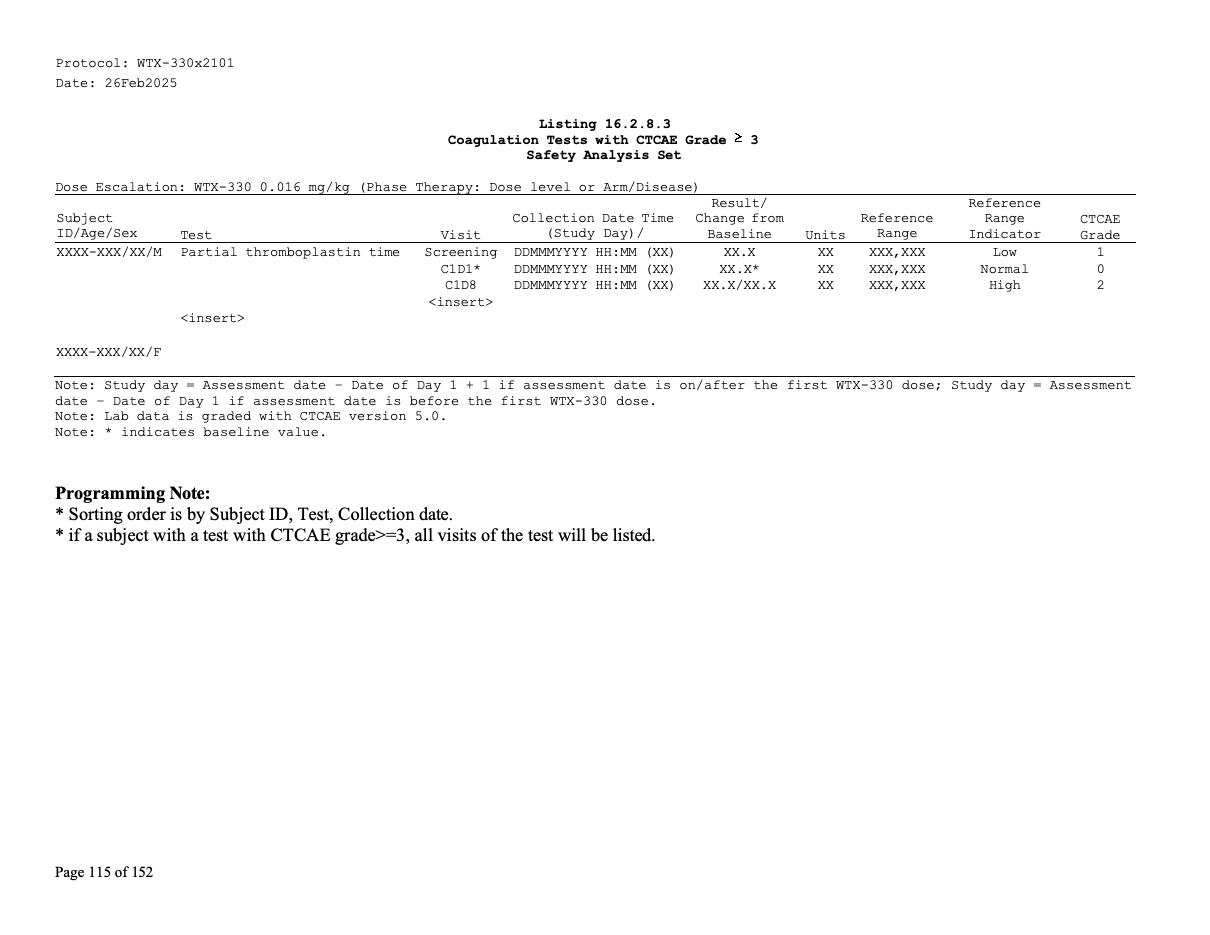 Protocol: WTX-330x2101
Date: 26Feb2025
Listing 16.2.8.3
Coagulation Tests with CTCAE Grade ≥ 3
Safety Analysis Set
Dose Escalation: WTX-330 0.016 mg/kg (Phase Therapy: Dose level or Arm/Disease)
Subject ID/Age/Sex Test Visit Collection Date Time (Study Day)/ Result/ Change from Baseline Units Reference Range Reference Range Indicator CTCAE Grade
XXXX-XXX/XX/M Partial thromboplastin time Screening DDMMMYYYY HH:MM (XX) XX.X XX XXX,XXX Low 1
C1D1* DDMMMYYYY HH:MM (XX) XX.X* XX XXX,XXX Normal 0
C1D8 DDMMMYYYY HH:MM (XX) XX.X/XX.X XX XXX,XXX High 2
<insert>
<insert>
XXXX-XXX/XX/F
Note: Study day = Assessment date – Date of Day 1 + 1 if assessment date is on/after the first WTX-330 dose; Study day = Assessment
date – Date of Day 1 if assessment date is before the first WTX-330 dose.
Note: Lab data is graded with CTCAE version 5.0.
Note: * indicates baseline value.
Programming Note:
* Sorting order is by Subject ID, Test, Collection date.
* if a subject with a test with CTCAE grade>=3, all visits of the test will be listed.
Page 115 of 152